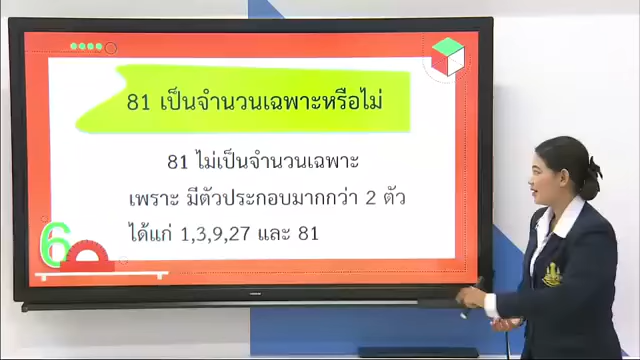 81 เป็นจำนวนเฉพาะหรือไม่
81 ไม่เป็นจำนวนเฉพาะ
เพราะ มีตัวประกอบมากกว่า 2 ตัว
ได้แก่ 1,3,9,27 และ 81
6